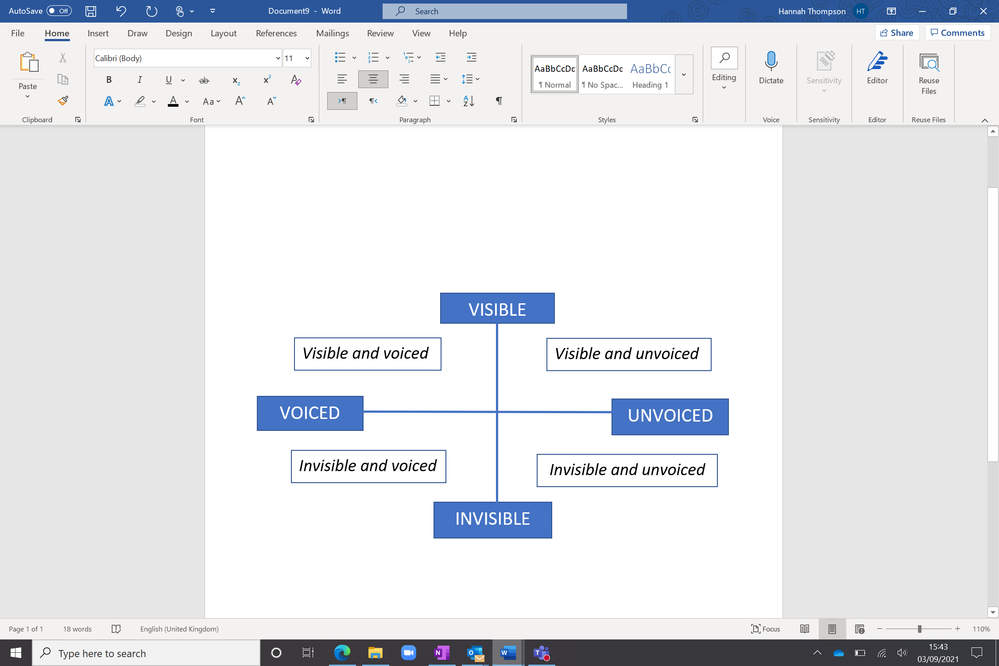 AutoSave Off Document9 - Word Search Hannah Thompson HT
File Home Insert Draw Design Layout References Mailings Review View Help Share Comments
Calibri (Body) 11
AaBbCcDc AaBbCcDc AaBbCc
¶ Normal ¶ No Spac... Heading 1
Paste
Editing
Dictate
Sensitivity
Editor
Reuse
Files
Clipboard Font Paragraph Styles Voice Sensitivity Editor Reuse Files
VISIBLE
Visible and voiced
Visible and unvoiced
VOICED
UNVOICED
Invisible and voiced
Invisible and unvoiced
INVISIBLE
Page 1 of 1 18 words English (United Kingdom) Focus 110%
Type here to search
15:43
03/09/2021